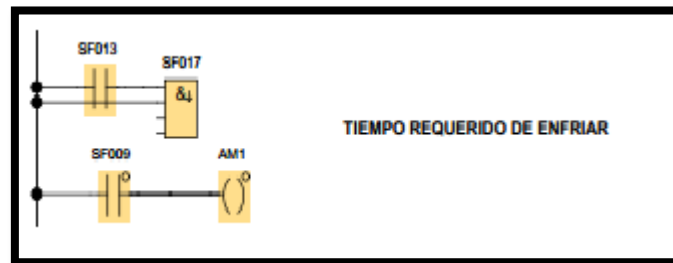 SF013
SF017
&↓
TIEMPO REQUERIDO DE ENFRIAR
SF009
AM1